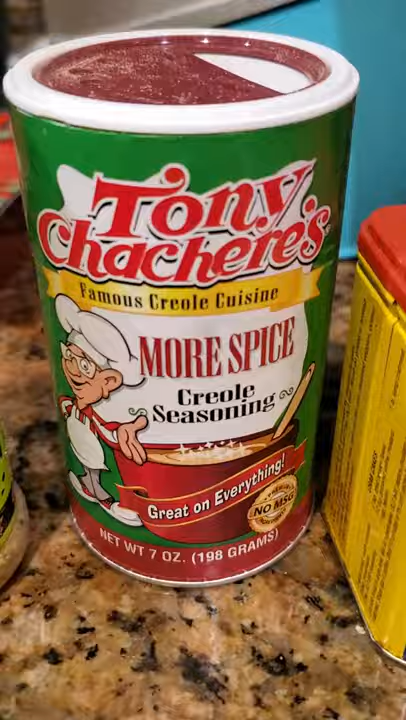 Tony
Chachere's®
Famous Creole Cuisine
MORE SPICE
Creole
Seasoning
Great on Everything!
NO MSG
NET WT 7 OZ. (198 GRAMS)